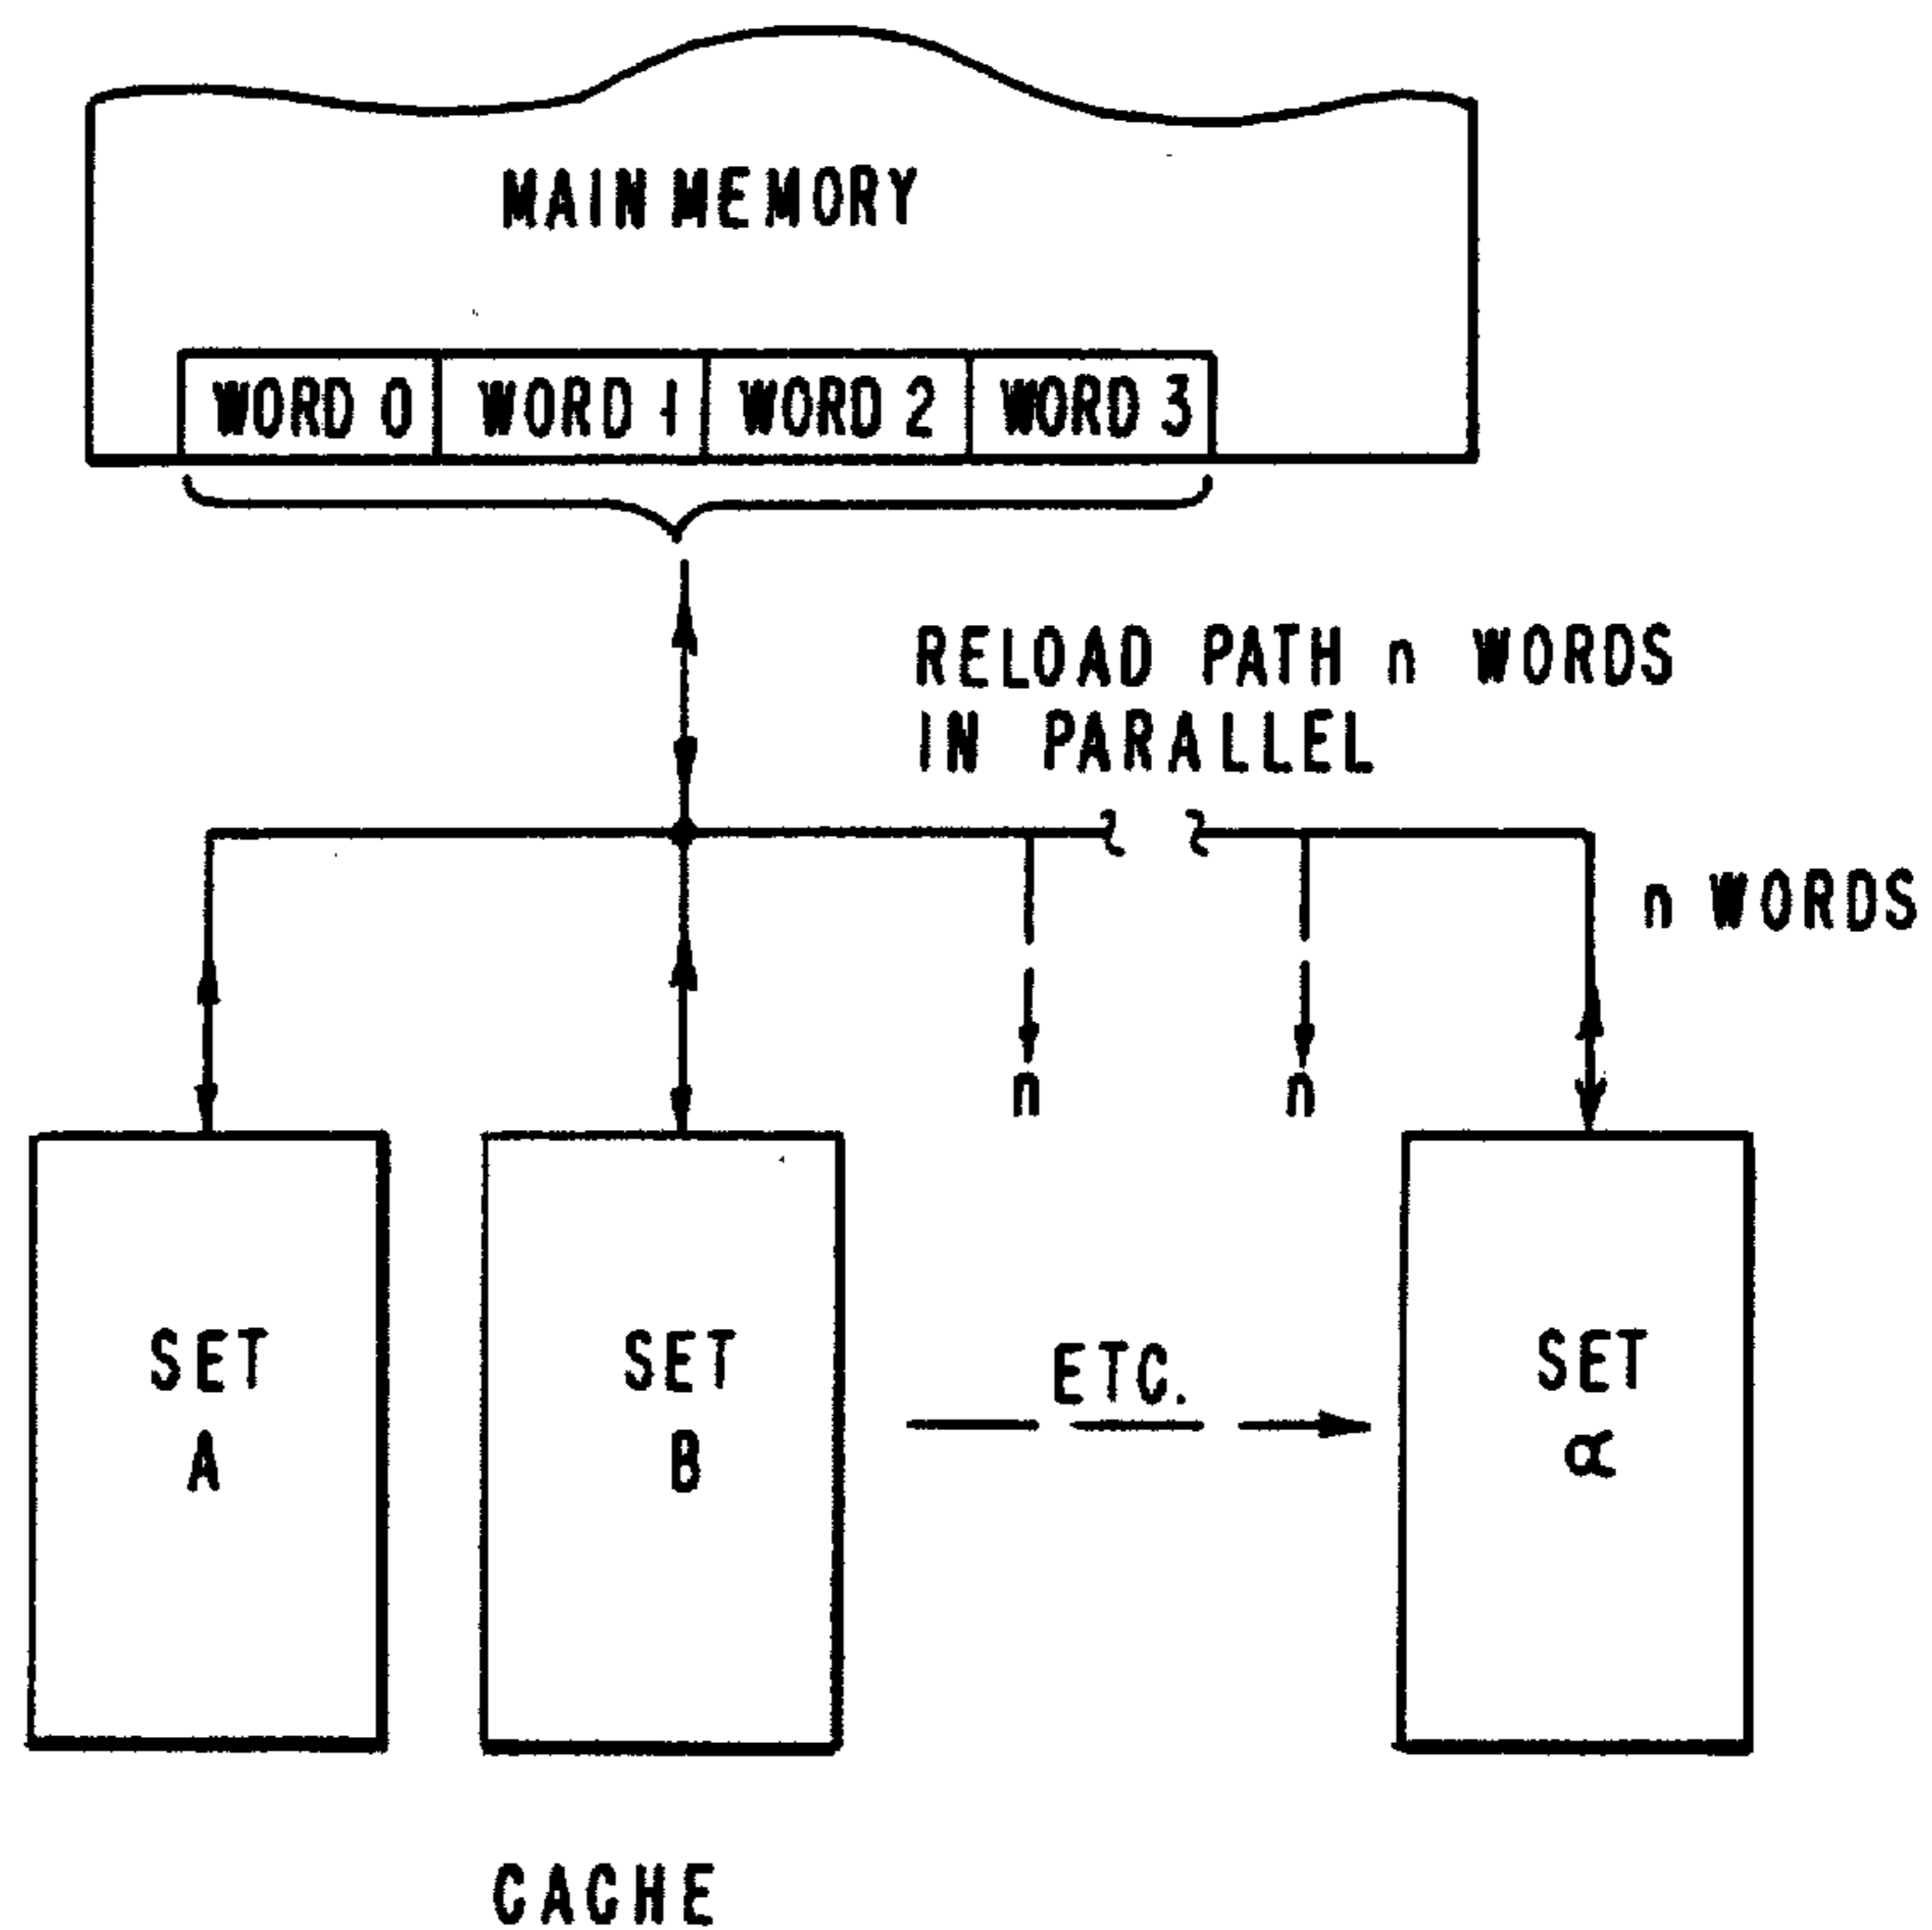 MAIN MEMORY
WORD 0 WORD 1 WORD 2 WORD 3
RELOAD PATH n WORDS
IN PARALLEL
n WORDS
n n
SET
A
SET
B
ETC.
SET
α
CACHE